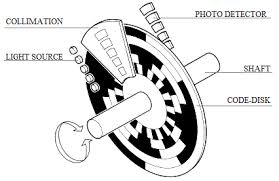 COLLIMATION
PHOTO DETECTOR
LIGHT SOURCE
SHAFT
CODE-DISK